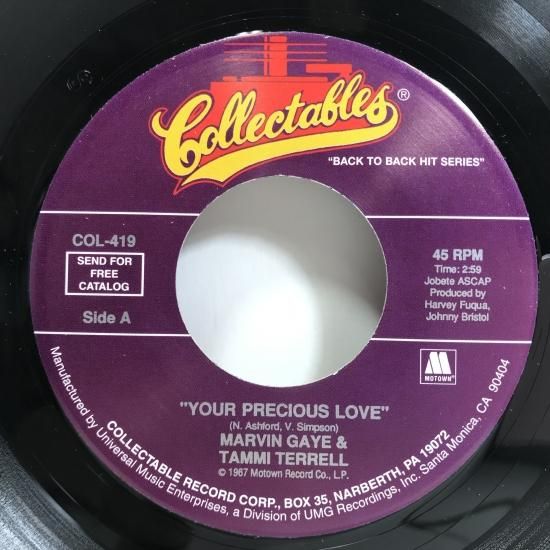 Collectables®
"BACK TO BACK HIT SERIES"
COL-419
SEND FOR
FREE
CATALOG
Side A
45 RPM
Time: 2:59
Jobete ASCAP
Produced by
Harvey Fuqua,
Johnny Bristol
MOTOWN
"YOUR PRECIOUS LOVE"
(N. Ashford, V. Simpson)
MARVIN GAYE &
TAMMI TERRELL
© 1967 Motown Record Co., L.P.
COLLECTABLE RECORD CORP., BOX 35, NARBERTH, PA 19072
Manufactured by Universal Music Enterprises, a Division of UMG Recordings, Inc. Santa Monica, CA 90404